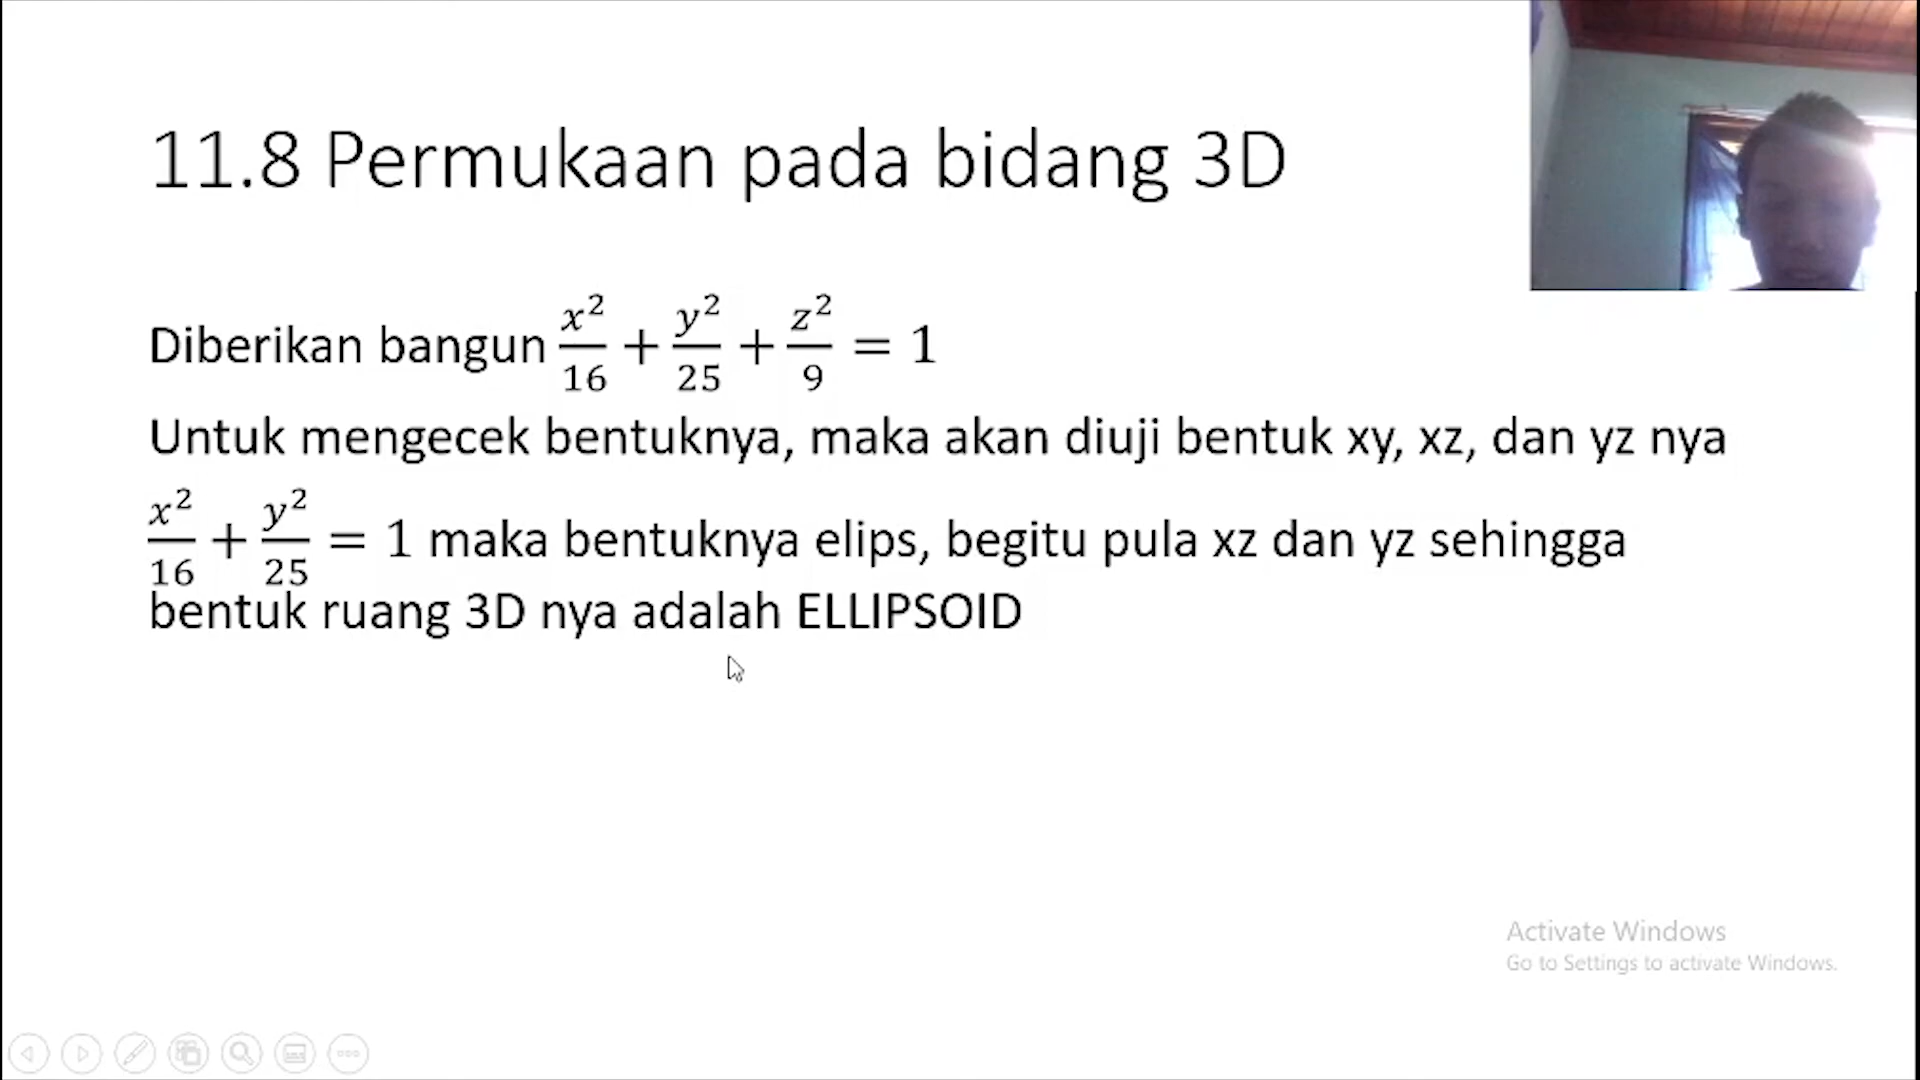 11.8 Permukaan pada bidang 3D
Diberikan bangun x²/16 + y²/25 + z²/9 = 1
Untuk mengecek bentuknya, maka akan diuji bentuk xy, xz, dan yz nya
x²/16 + y²/25 = 1 maka bentuknya elips, begitu pula xz dan yz sehingga
bentuk ruang 3D nya adalah ELLIPSOID
Activate Windows
Go to Settings to activate Windows.